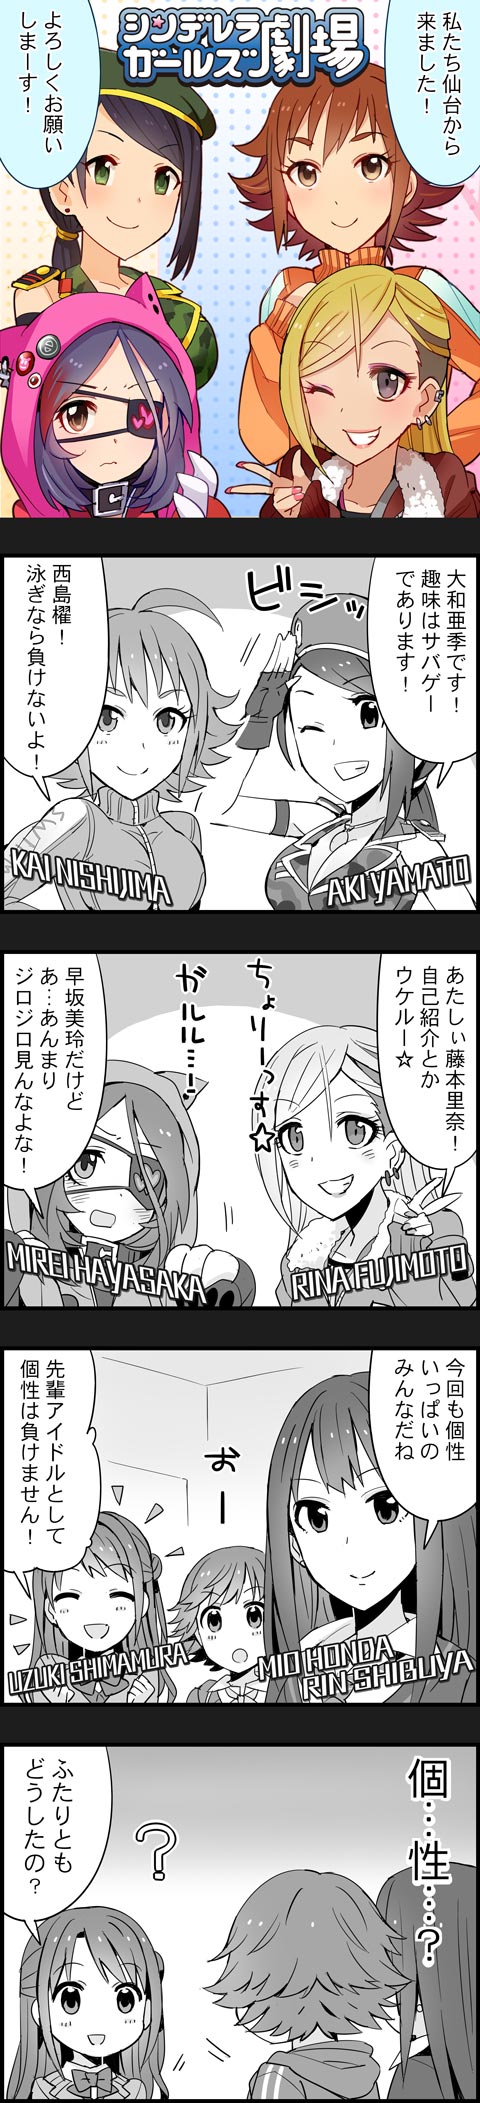 シンデレラ
ガールズ劇場
私たち仙台から
来ました！
よろしくお願い
しまーす！
大和亜季です！
趣味はサバゲー
であります！
ビシッ
西島櫂！
泳ぎなら負けないよ！
KAI NISHIJIMA
AKI YAMATO
あたしぃ藤本里奈！
自己紹介とか
ウケルー☆
ちょりーっす☆
ガルル…！
早坂美玲だけど
あ…あんまり
ジロジロ見んなよな！
MIREI HAYASAKA
RINA FUJIMOTO
今回も個性
いっぱいの
みんなだね
おー
先輩アイドルとして
個性は負けません！
UZUKI SHIMAMURA
MIO HONDA
RIN SHIBUYA
個…性…？
？
ふたりとも
どうしたの？